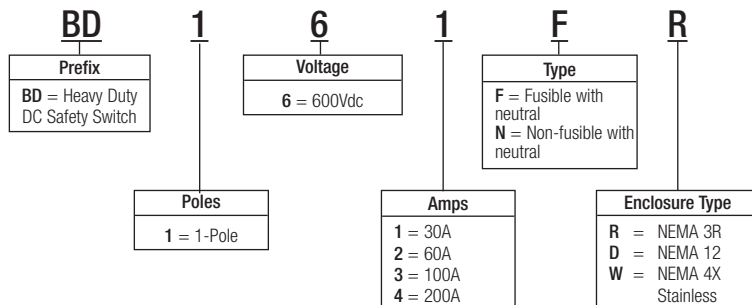 BD 1 6 1 F R
Prefix
BD = Heavy Duty
DC Safety Switch
Voltage
6 = 600Vdc
Type
F = Fusible with
neutral
N = Non-fusible with
neutral
Poles
1 = 1-Pole
Amps
1 = 30A
2 = 60A
3 = 100A
4 = 200A
Enclosure Type
R = NEMA 3R
D = NEMA 12
W = NEMA 4X
Stainless